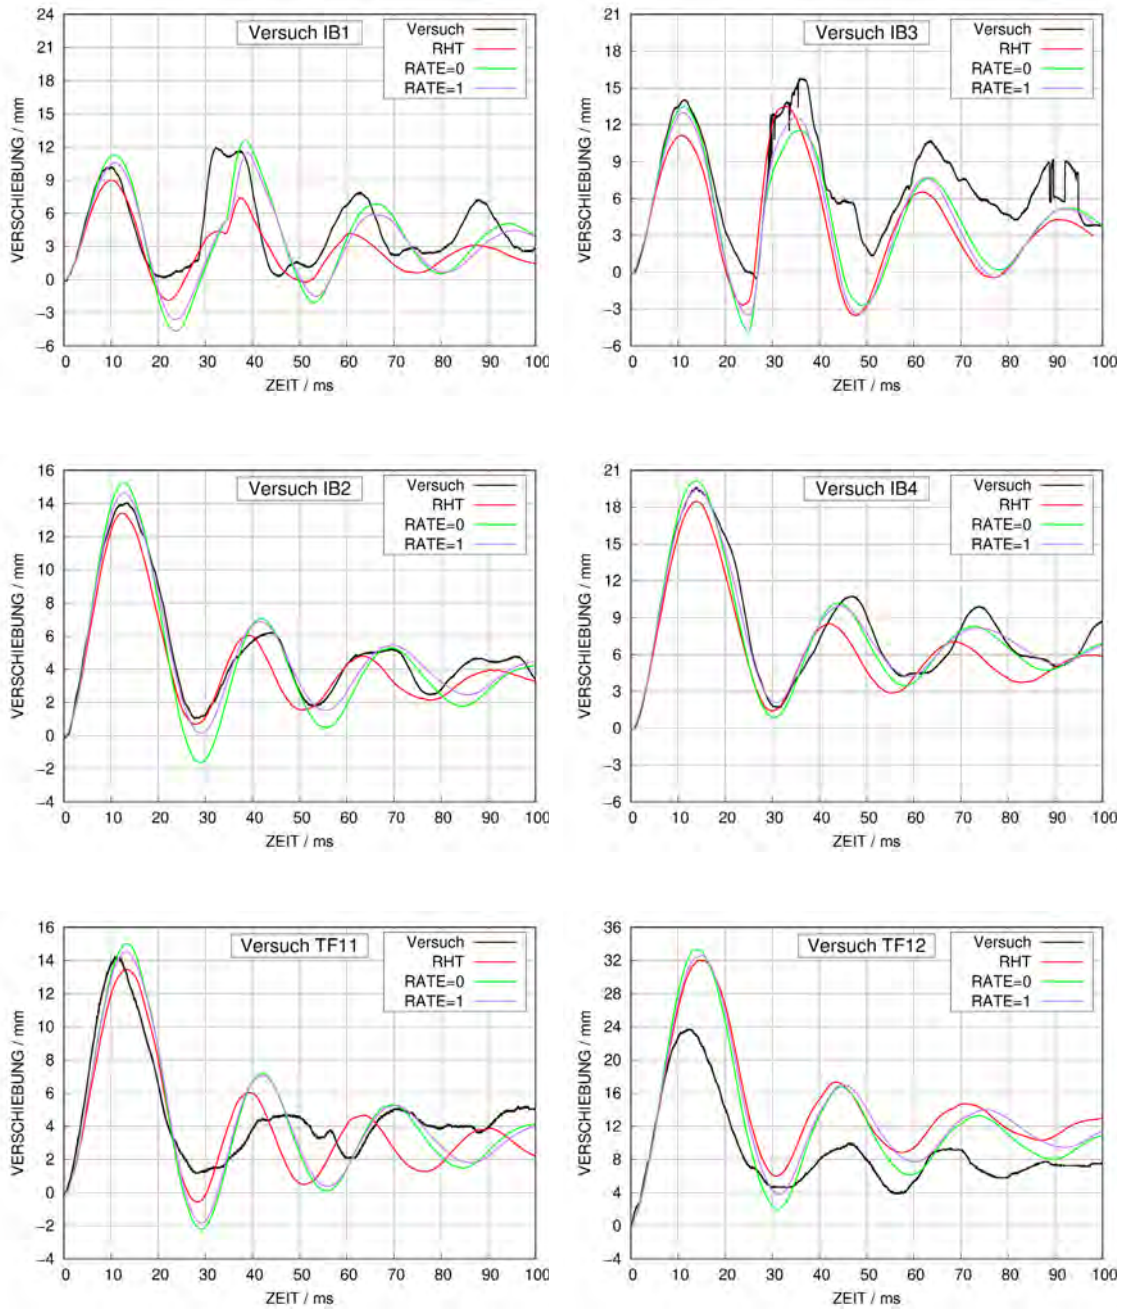 Versuch IB1
Versuch
RHT
RATE=0
RATE=1
24
21
18
15
12
9
6
3
0
−3
−6
VERSCHIEBUNG / mm
0 10 20 30 40 50 60 70 80 90 100
ZEIT / ms
Versuch IB3
Versuch
RHT
RATE=0
RATE=1
21
18
15
12
9
6
3
0
−3
−6
VERSCHIEBUNG / mm
0 10 20 30 40 50 60 70 80 90 100
ZEIT / ms
Versuch IB2
Versuch
RHT
RATE=0
RATE=1
16
14
12
10
8
6
4
2
0
−2
−4
VERSCHIEBUNG / mm
0 10 20 30 40 50 60 70 80 90 100
ZEIT / ms
Versuch IB4
Versuch
RHT
RATE=0
RATE=1
21
18
15
12
9
6
3
0
−3
−6
VERSCHIEBUNG / mm
0 10 20 30 40 50 60 70 80 90 100
ZEIT / ms
Versuch TF11
Versuch
RHT
RATE=0
RATE=1
16
14
12
10
8
6
4
2
0
−2
−4
VERSCHIEBUNG / mm
0 10 20 30 40 50 60 70 80 90 100
ZEIT / ms
Versuch TF12
Versuch
RHT
RATE=0
RATE=1
36
32
28
24
20
16
12
8
4
0
−4
VERSCHIEBUNG / mm
0 10 20 30 40 50 60 70 80 90 100
ZEIT / ms